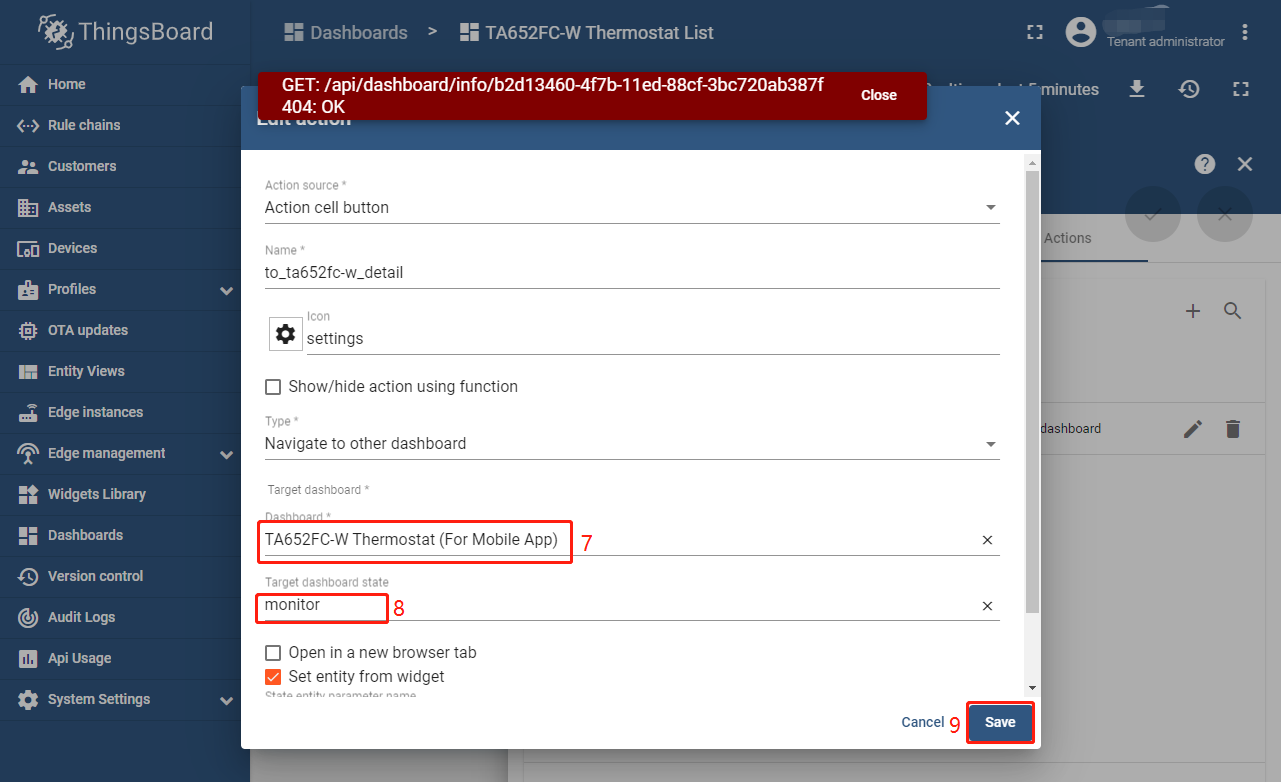 ThingsBoard
Dashboards > TA652FC-W Thermostat List
Tenant administrator
GET: /api/dashboard/info/b2d13460-4f7b-11ed-88cf-3bc720ab387f
404: OK
Close
5 minutes
Edit action
Home
Rule chains
Customers
Assets
Devices
Profiles
OTA updates
Entity Views
Edge instances
Edge management
Widgets Library
Dashboards
Version control
Audit Logs
Api Usage
System Settings
Action source *
Action cell button
Name *
to_ta652fc-w_detail
Icon
settings
Show/hide action using function
Type *
Navigate to other dashboard
Target dashboard *
Dashboard *
TA652FC-W Thermostat (For Mobile App)
7
Target dashboard state
monitor
8
Open in a new browser tab
Set entity from widget
State entity parameter name
Cancel
9
Save
Actions
dashboard